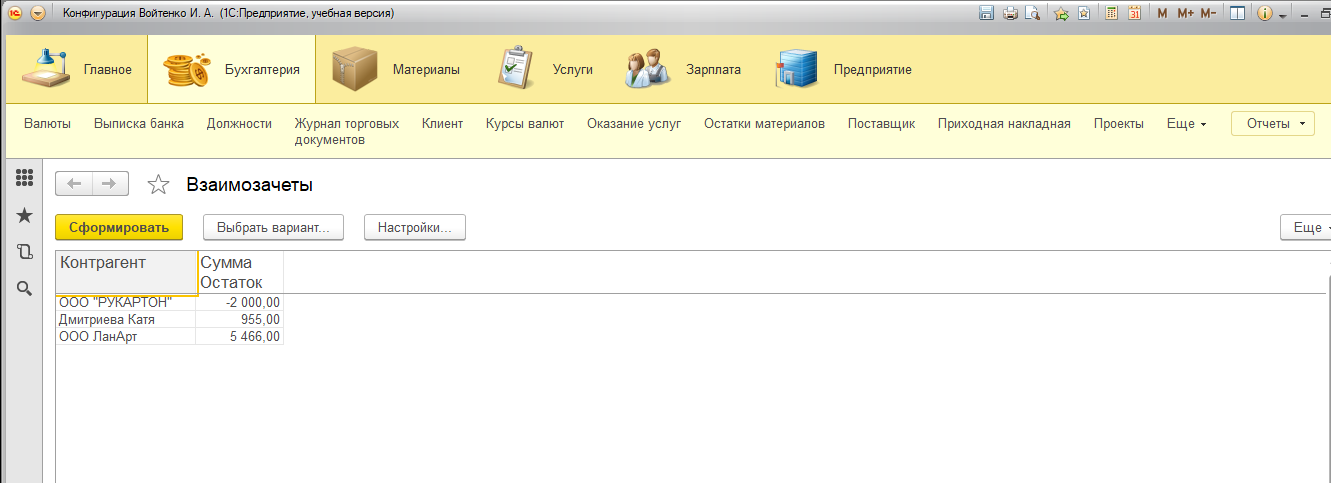 Конфигурация Войтенко И. А. (1С:Предприятие, учебная версия)
M M+ M-
Главное Бухгалтерия Материалы Услуги Зарплата Предприятие
Валюты Выписка банка Должности Журнал торговых документов Клиент Курсы валют Оказание услуг Остатки материалов Поставщик Приходная накладная Проекты Еще Отчеты
Взаимозачеты
Сформировать Выбрать вариант... Настройки... Еще
Контрагент Сумма Остаток
ООО "РУКАРТОН" -2 000,00
Дмитриева Катя 955,00
ООО ЛанАрт 5 466,00